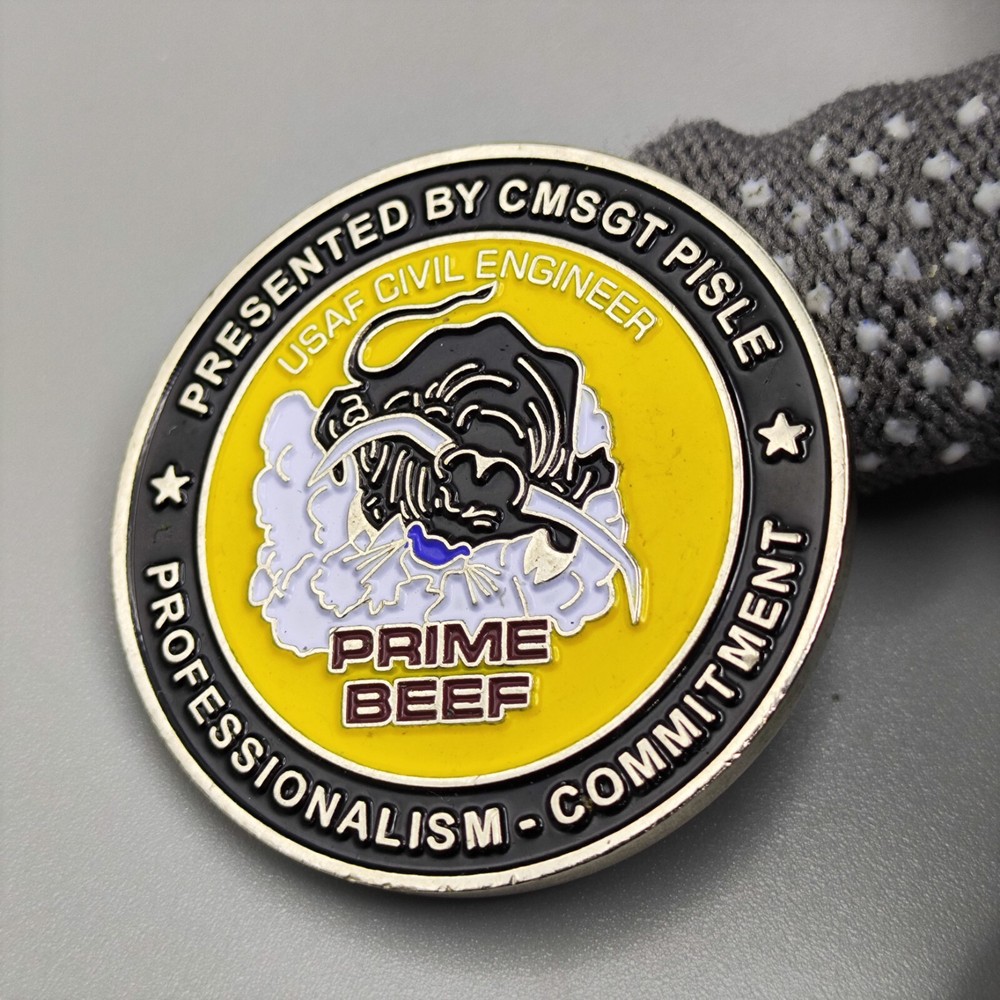 PRESENTED BY CMSGT PISLE
USAF CIVIL ENGINEER
PRIME
BEEF
PROFESSIONALISM - COMMITMENT